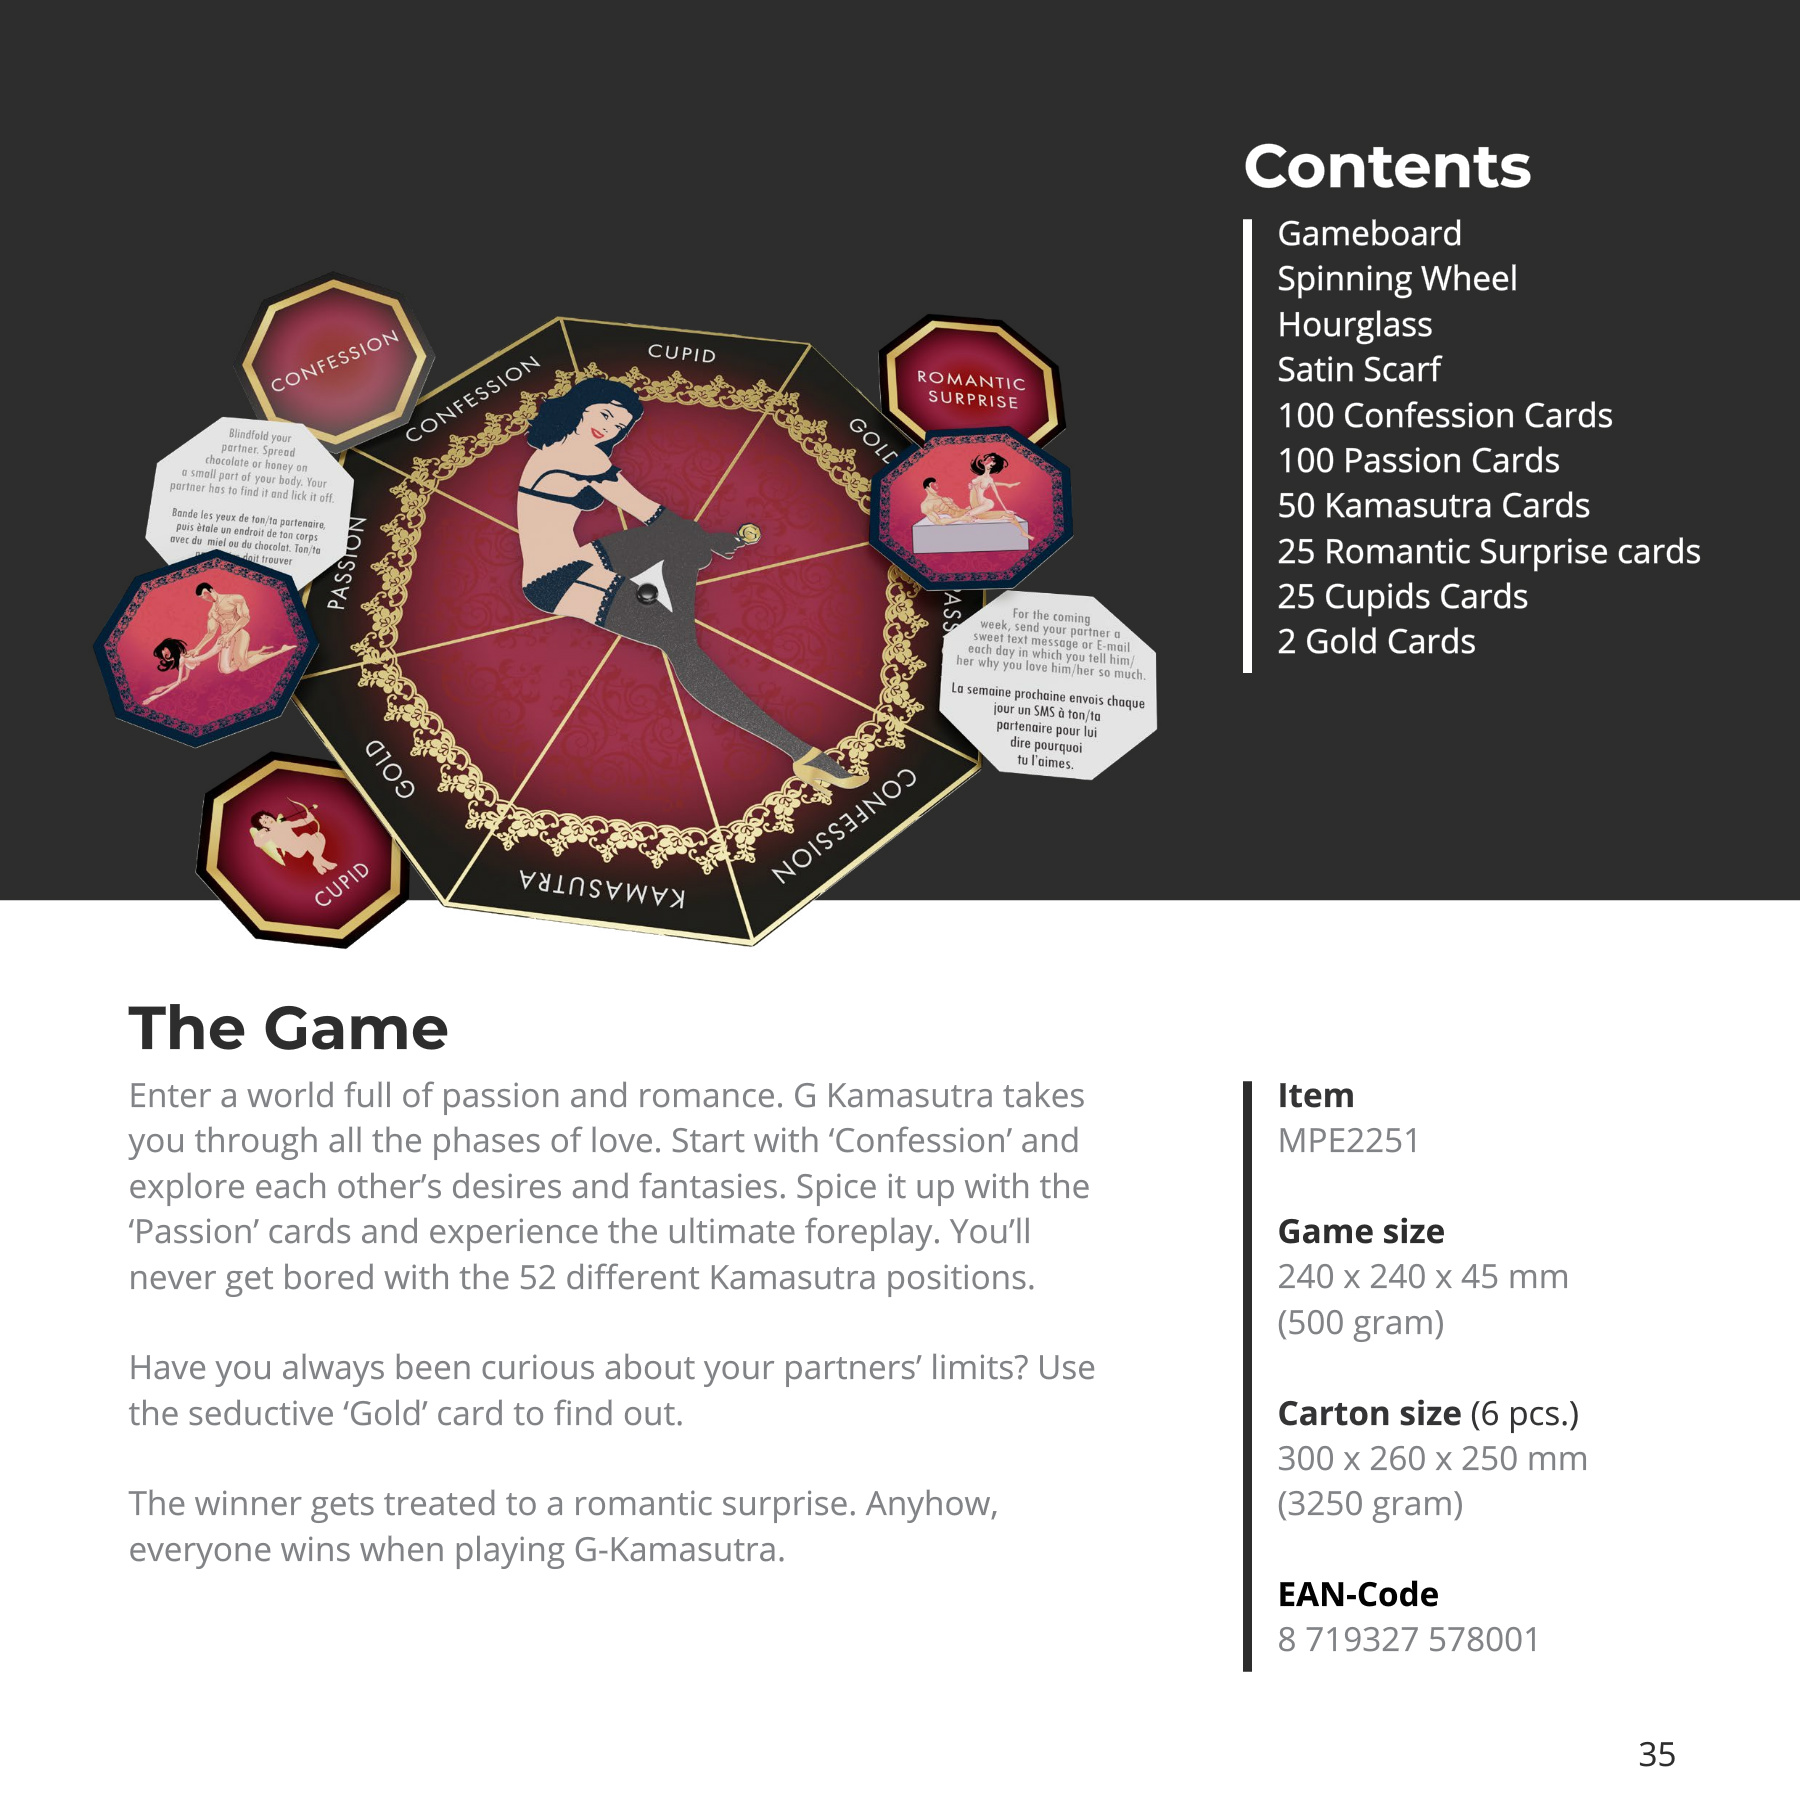 Contents
Gameboard
Spinning Wheel
Hourglass
Satin Scarf
100 Confession Cards
100 Passion Cards
50 Kamasutra Cards
25 Romantic Surprise cards
25 Cupids Cards
2 Gold Cards
CONFESSION
Blindfold your
partner. Spread
chocolate or honey on
a small part of your body. Your
partner has to find it and lick it off.
Bande les yeux de ton/ta partenaire,
puis ètale un endroit de ton corps
avec du miel ou du chocolat. Ton/ta
doit trouver
CUPID
CONFESSION
CUPID
GOLD
PASSION
GOLD
KAMASUTRA
CONFESSION
PASS
ROMANTIC
SURPRISE
For the coming
week, send your partner a
sweet text message or E-mail
each day in which you tell him/
her why you love him/her so much.
La semaine prochaine envois chaque
jour un SMS à ton/ta
partenaire pour lui
dire pourquoi
tu l'aimes.
The Game
Enter a world full of passion and romance. G Kamasutra takes
you through all the phases of love. Start with ‘Confession’ and
explore each other’s desires and fantasies. Spice it up with the
‘Passion’ cards and experience the ultimate foreplay. You’ll
never get bored with the 52 different Kamasutra positions.
Have you always been curious about your partners’ limits? Use
the seductive ‘Gold’ card to find out.
The winner gets treated to a romantic surprise. Anyhow,
everyone wins when playing G-Kamasutra.
Item
MPE2251
Game size
240 x 240 x 45 mm
(500 gram)
Carton size (6 pcs.)
300 x 260 x 250 mm
(3250 gram)
EAN-Code
8 719327 578001
35